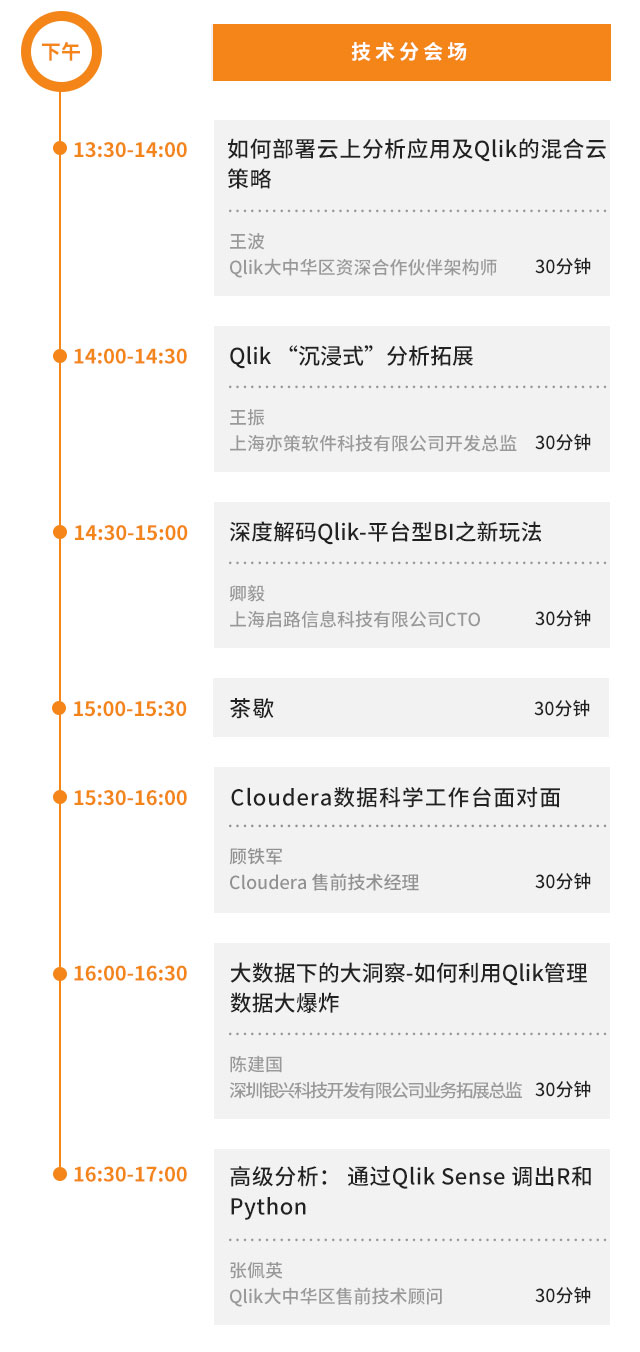 下午
技术分会场
13:30-14:00
如何部署云上分析应用及Qlik的混合云
策略
王波
Qlik大中华区资深合作伙伴架构师
30分钟
14:00-14:30
Qlik “沉浸式”分析拓展
王振
上海亦策软件科技有限公司开发总监
30分钟
14:30-15:00
深度解码Qlik-平台型BI之新玩法
卿毅
上海启路信息科技有限公司CTO
30分钟
15:00-15:30
茶歇
30分钟
15:30-16:00
Cloudera数据科学工作台面对面
顾铁军
Cloudera 售前技术经理
30分钟
16:00-16:30
大数据下的大洞察-如何利用Qlik管理
数据大爆炸
陈建国
深圳银兴科技开发有限公司业务拓展总监
30分钟
16:30-17:00
高级分析： 通过Qlik Sense 调出R和
Python
张佩英
Qlik大中华区售前技术顾问
30分钟